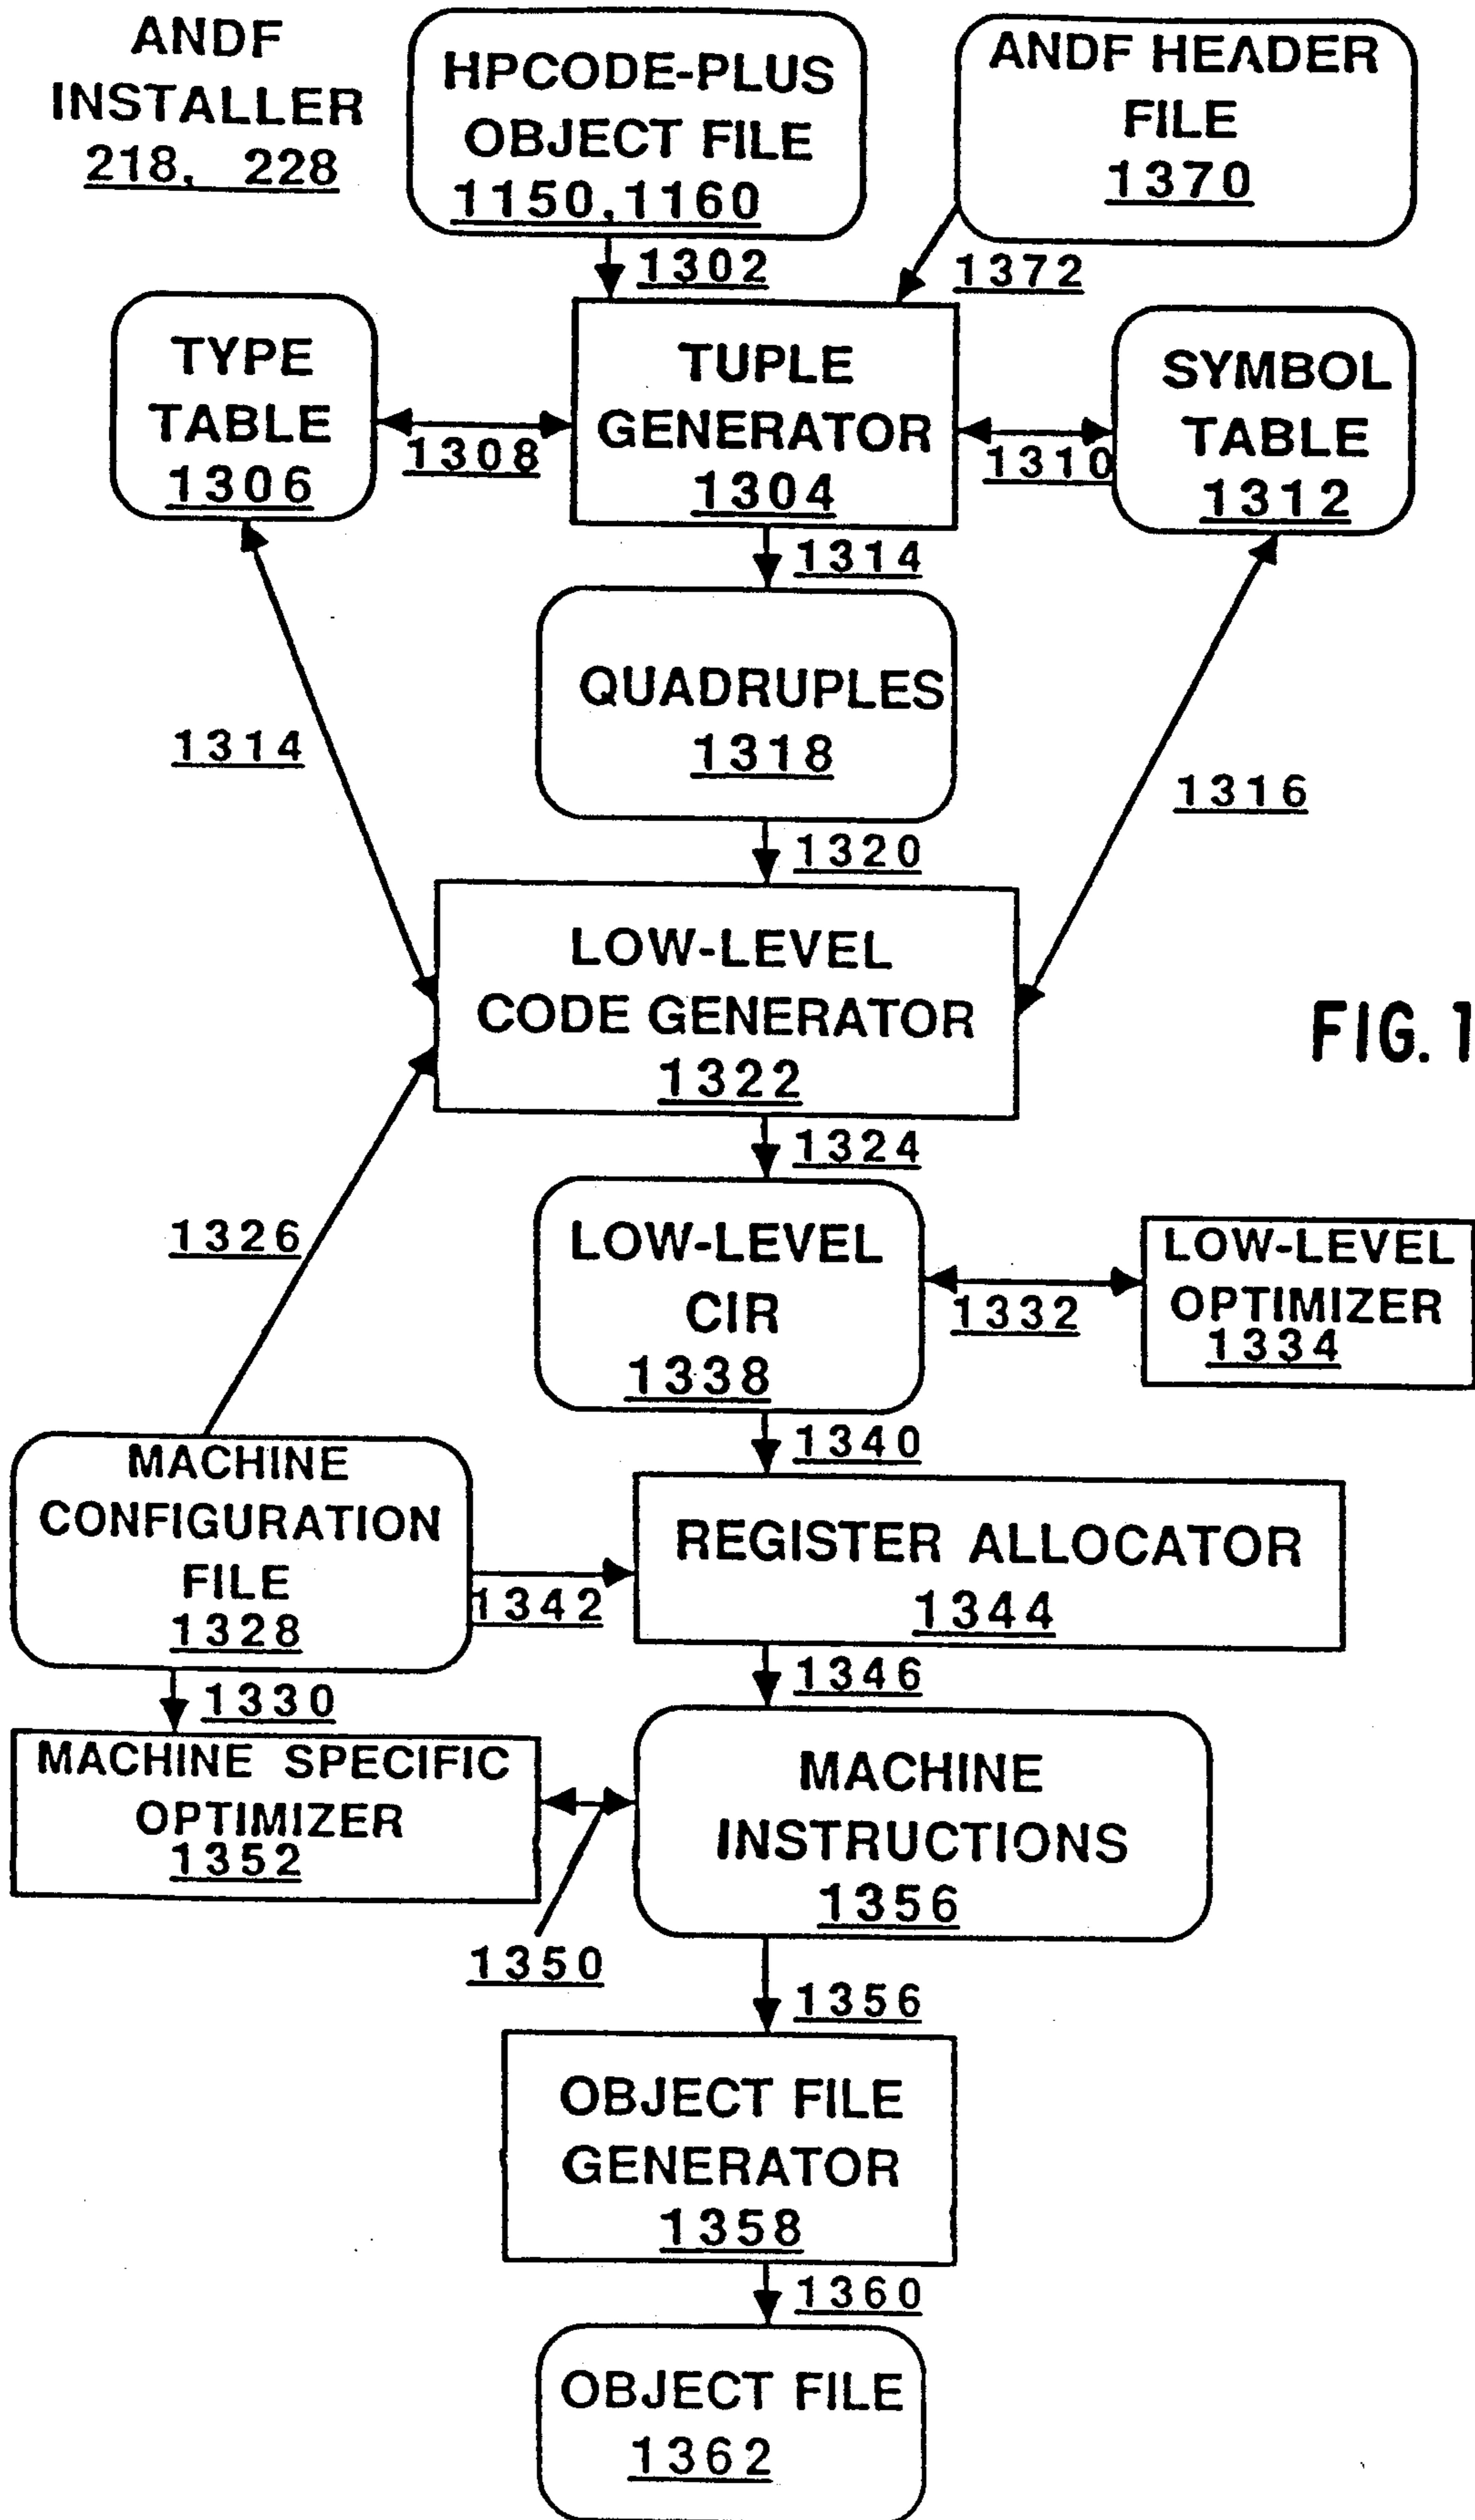 ANDF
INSTALLER
218, 228
HPCODE-PLUS
OBJECT FILE
1150,1160
ANDF HEADER
FILE
1370
1302
1372
TYPE
TABLE
1306
1308
TUPLE
GENERATOR
1304
1310
SYMBOL
TABLE
1312
1314
QUADRUPLES
1318
1314
1316
1320
LOW-LEVEL
CODE GENERATOR
1322
FIG. 1
1324
1326
LOW-LEVEL
CIR
1338
1332
LOW-LEVEL
OPTIMIZER
1334
1340
MACHINE
CONFIGURATION
FILE
1328
1342
REGISTER ALLOCATOR
1344
1330
1346
MACHINE SPECIFIC
OPTIMIZER
1352
MACHINE
INSTRUCTIONS
1356
1350
1356
OBJECT FILE
GENERATOR
1358
1360
OBJECT FILE
1362